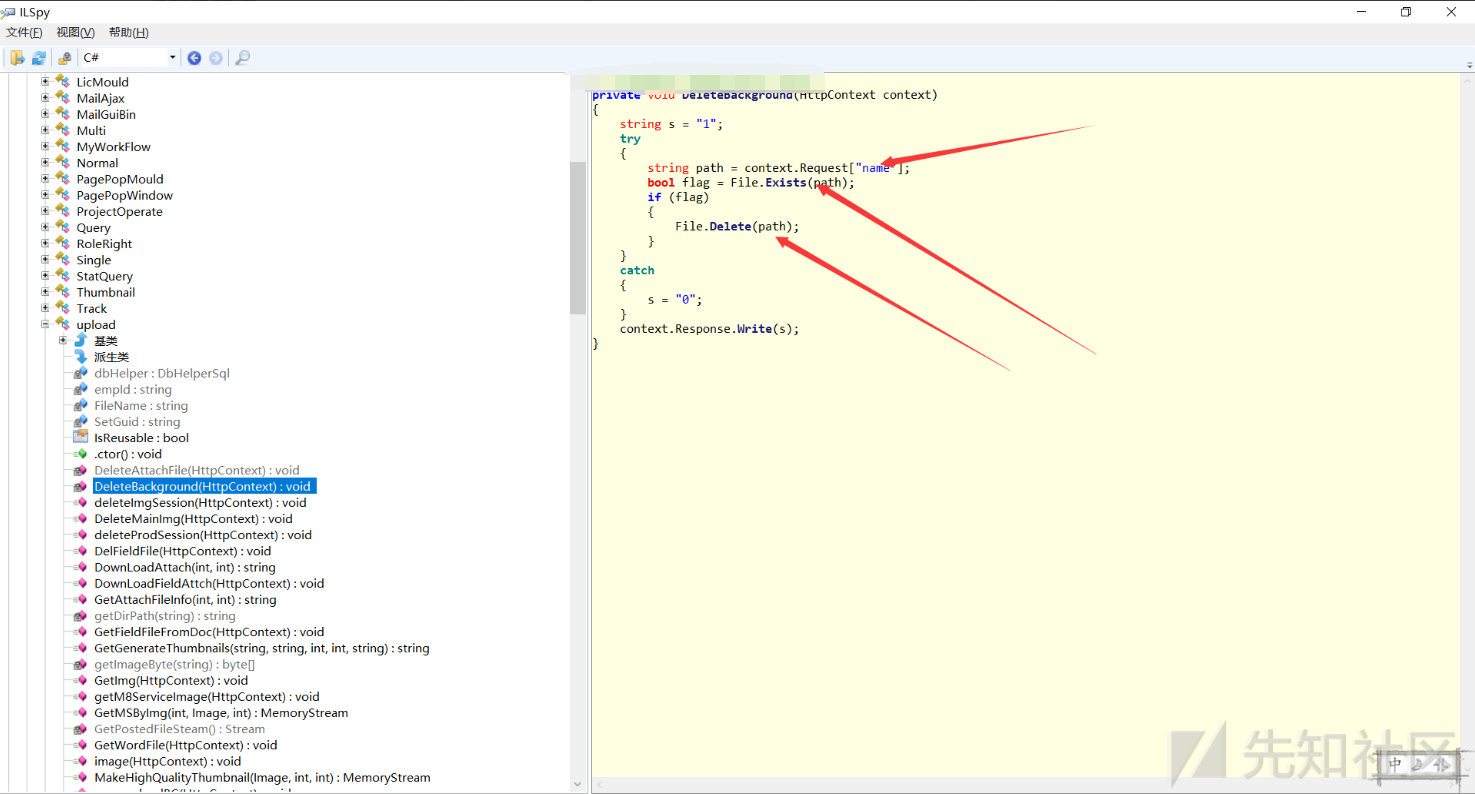 ILSpy
文件(F) 视图(V) 帮助(H)
C#
LicMould
MailAjax
MailGuiBin
Multi
MyWorkFlow
Normal
PagePopMould
PagePopWindow
ProjectOperate
Query
RoleRight
Single
StatQuery
Thumbnail
Track
upload
基类
派生类
dbHelper : DbHelperSql
empId : string
FileName : string
SetGuid : string
IsReusable : bool
.ctor() : void
DeleteAttachFile(HttpContext) : void
DeleteBackground(HttpContext) : void
deleteImgSession(HttpContext) : void
DeleteMainImg(HttpContext) : void
deleteProdSession(HttpContext) : void
DelFieldFile(HttpContext) : void
DownLoadAttach(int, int) : string
DownLoadFieldAttch(HttpContext) : void
GetAttachFileInfo(int, int) : string
getDirPath(string) : string
GetFieldFileFromDoc(HttpContext) : void
GetGenerateThumbnails(string, string, int, int, string) : string
getImageByte(string) : byte[]
GetImg(HttpContext) : void
getM8ServiceImage(HttpContext) : void
GetMSByImg(int, Image, int) : MemoryStream
GetPostedFileSteam() : Stream
GetWordFile(HttpContext) : void
image(HttpContext) : void
MakeHighQualityThumbnail(Image, int, int) : MemoryStream
private void DeleteBackground(HttpContext context)
{
string s = "1";
try
{
string path = context.Request["name"];
bool flag = File.Exists(path);
if (flag)
{
File.Delete(path);
}
}
catch
{
s = "0";
}
context.Response.Write(s);
}
先知社区
中